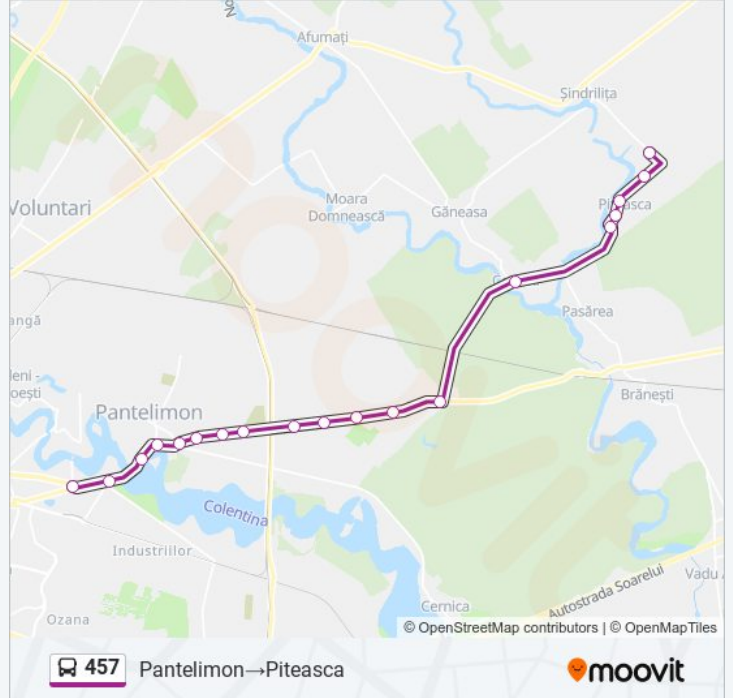 Afumați
Șindrilița
Voluntari
Moara
Domnească
Găneasa
Pasărea
angă
Brănești
Pantelimon
Colentina
Industriilor
Ozana
Cernica
Autostrada Soarelui
Vadu
© OpenStreetMap contributors | © OpenMapTiles
457 Pantelimon→Piteasca
moovit